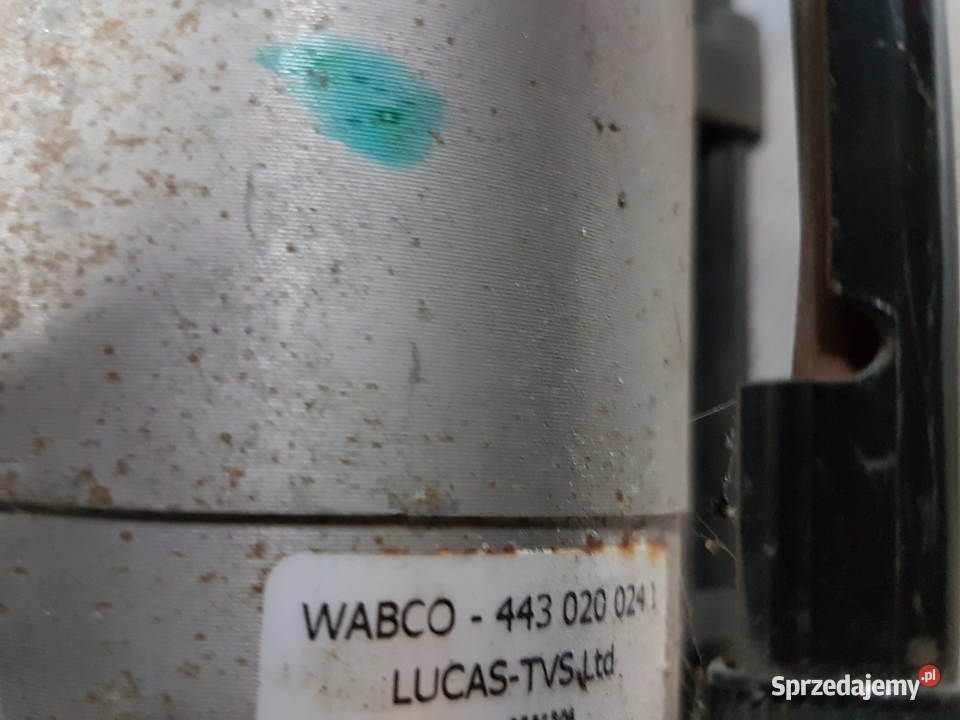 WABCO - 443 020 024 1
LUCAS-TVS,Ltd
Sprzedajemy.pl